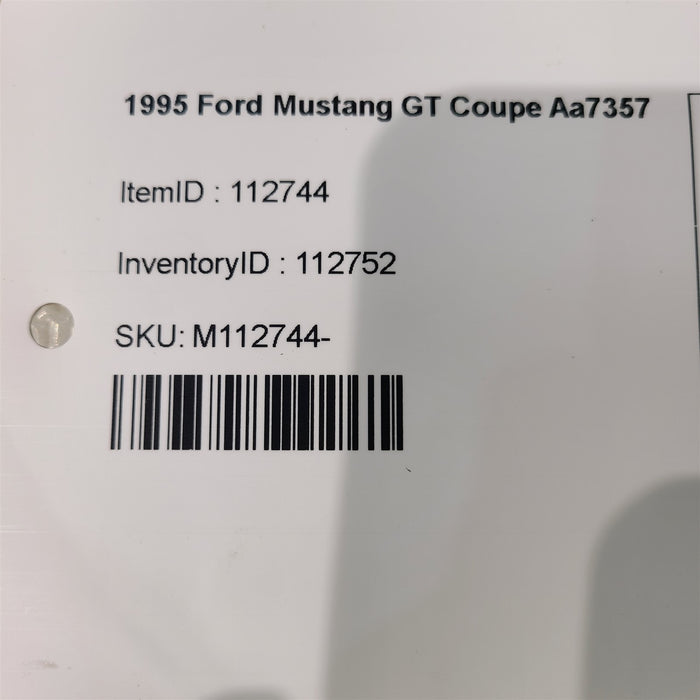 1995 Ford Mustang GT Coupe Aa7357
ItemID : 112744
InventoryID : 112752
SKU: M112744-